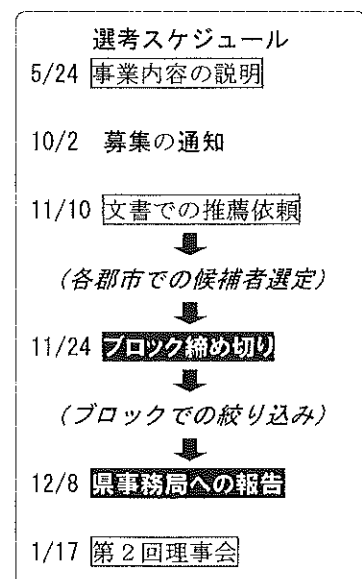 選考スケジュール
5/24 事業内容の説明
10/2 募集の通知
11/10 文書での推薦依頼
(各郡市での候補者選定)
11/24 ブロック締め切り
(ブロックでの絞り込み)
12/8 県事務局への報告
1/17 第2回理事会